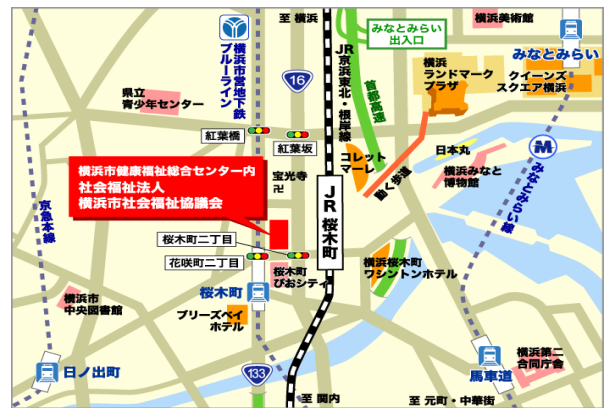 至 横浜
横浜美術館
みなとみらい
出入口
みなとみらい
横浜市営地下鉄
ブルーライン
JR京浜東北・根岸線
首都高速
横浜
ランドマーク
プラザ
クイーンズ
スクエア横浜
16
県立
青少年センター
紅葉橋
紅葉坂
コレット
マーレ
日本丸
横浜みなと
博物館
みなとみらい線
動く歩道
宝光寺
卍
横浜市健康福祉総合センター内
社会福祉法人
横浜市社会福祉協議会
JR 桜木町
京急本線
桜木町二丁目
花咲町二丁目
桜木町
ぴおシティ
横浜桜木町
ワシントンホテル
桜木町
横浜市
中央図書館
ブリーズベイ
ホテル
日ノ出町
133
馬車道
横浜第二
合同庁舎
至 関内
至 元町・中華街